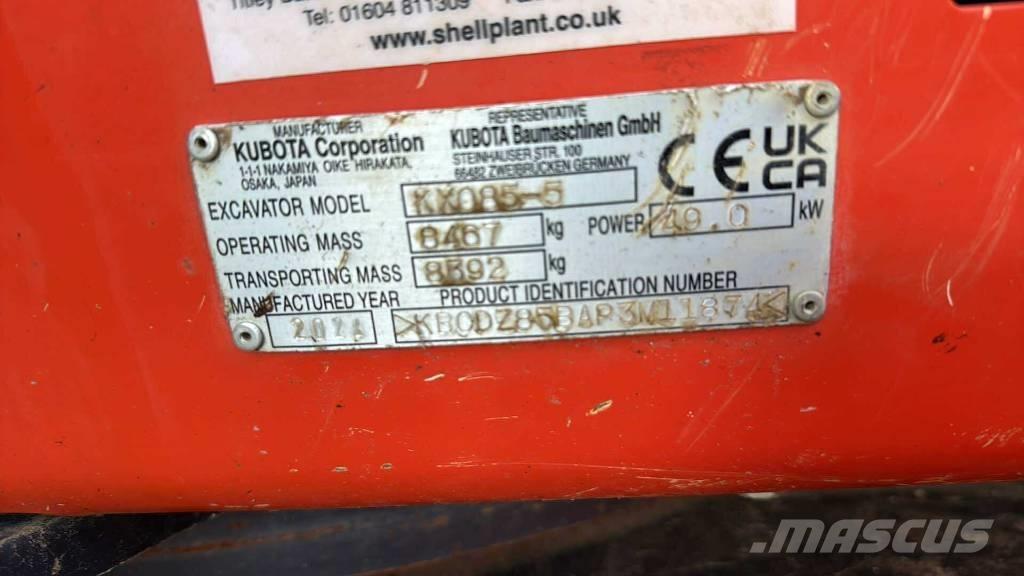 Tel: 01604 811309
www.shellplant.co.uk
MANUFACTURER
KUBOTA Corporation
1-1-1 NAKAMIYA OIKE HIRAKATA,
OSAKA, JAPAN
REPRESENTATIVE
KUBOTA Baumaschinen GmbH
STEINHAUSER STR. 100
66482 ZWEIBRÜCKEN GERMANY
CE UK
CA
EXCAVATOR MODEL KX085-5
OPERATING MASS 8467 kg POWER 49.0 kW
TRANSPORTING MASS 8592 kg
MANUFACTURED YEAR PRODUCT IDENTIFICATION NUMBER
>KBCDZ85BAP3M11874<
MASCUS